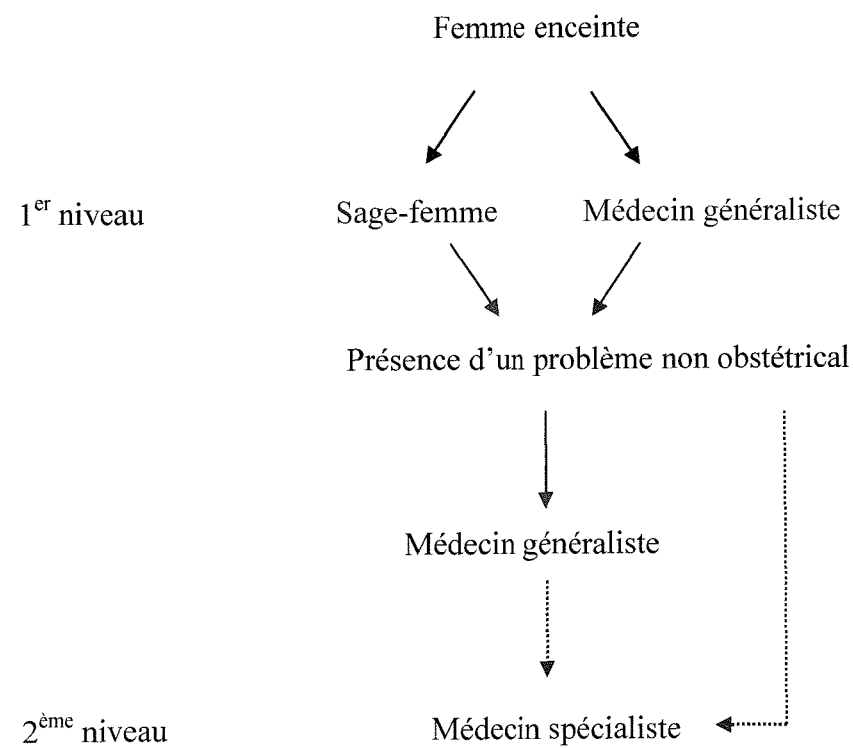 Femme enceinte
1er niveau Sage-femme Médecin généraliste
Présence d'un problème non obstétrical
Médecin généraliste
2ème niveau Médecin spécialiste